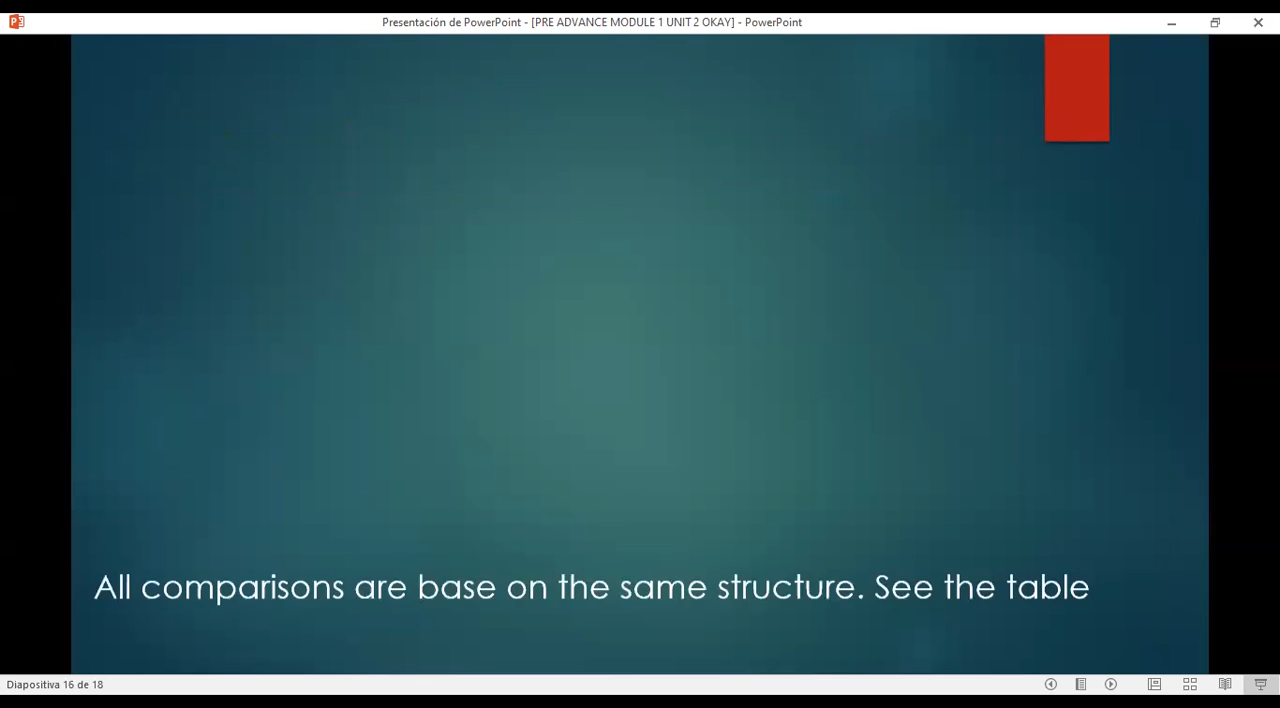 Presentación de PowerPoint - [PRE ADVANCE MODULE 1 UNIT 2 OKAY] - PowerPoint
All comparisons are base on the same structure. See the table
Diapositiva 16 de 18